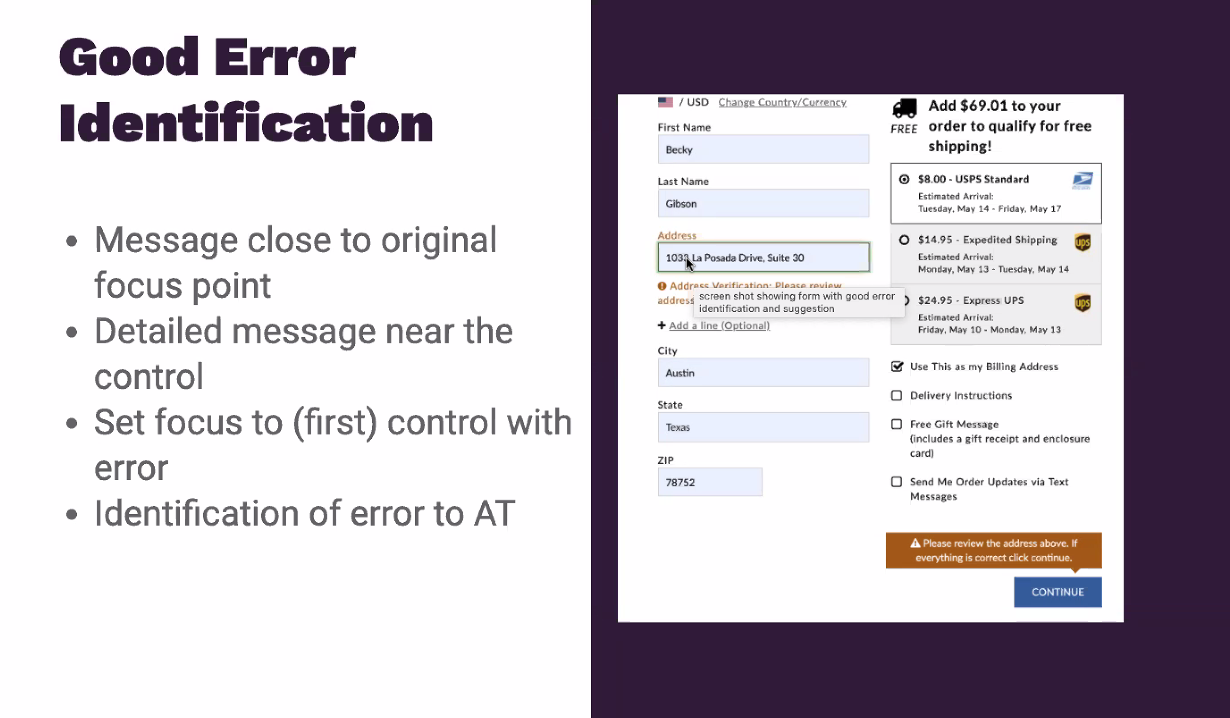 Good Error
Identification
• Message close to original
focus point
• Detailed message near the
control
• Set focus to (first) control with
error
• Identification of error to AT
/ USD Change Country/Currency
First Name
Becky
Last Name
Gibson
Address
1033 La Posada Drive, Suite 30
Address Verification: Please review
addres
screen shot showing form with good error
identification and suggestion
+ Add a line (Optional)
City
Austin
State
Texas
ZIP
78752
FREE
Add $69.01 to your
order to qualify for free
shipping!
$8.00 - USPS Standard
Estimated Arrival:
Tuesday, May 14 - Friday, May 17
$14.95 - Expedited Shipping
ups
Estimated Arrival:
Monday, May 13 - Tuesday, May 14
$24.95 - Express UPS
ups
Estimated Arrival:
Friday, May 10 - Monday, May 13
Use This as my Billing Address
Delivery Instructions
Free Gift Message
(includes a gift receipt and enclosure
card)
Send Me Order Updates via Text
Messages
Please review the address above. If
everything is correct click continue.
CONTINUE